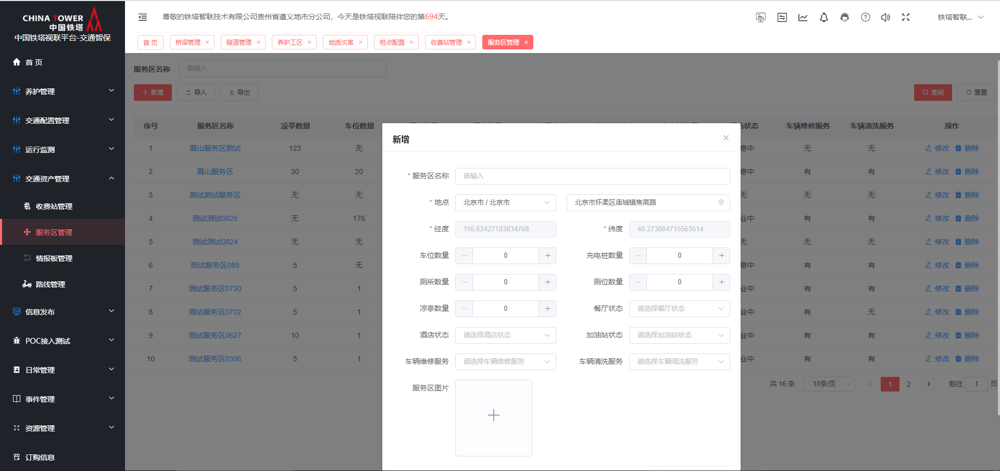 CHINA TOWER
中国铁塔
中国铁塔视联平台-交通智保
首 页
养护管理
交通配置管理
运行监测
交通资产管理
收费站管理
服务区管理
情报板管理
路线管理
信息发布
POC接入测试
日常管理
事件管理
资源管理
订购信息
尊敬的铁塔智联技术有限公司贵州省遵义地市分公司，今天是铁塔视联陪伴您的第694天。
铁塔智联...
首 页 桥梁管理 隧道管理 养护工区 地质灾害 桩点配置 收费站管理 服务区管理
服务区名称 请输入
新增 导入 导出 查询 重置
序号 服务区名称 凉亭数量 车位数量 状态 车辆维修服务 车辆清洗服务 操作
1 眉山服务区测试 123 无 息中 无 无 修改 删除
2 眉山服务区 30 20 息中 有 有 修改 删除
3 测试测试服务区 无 无 无 无 无 修改 删除
4 测试测试0825 无 176 业中 有 有 修改 删除
5 测试测试0824 无 无 无 无 无 修改 删除
6 测试服务区089 5 无 息中 有 有 修改 删除
7 测试服务区0730 5 1 业中 有 有 修改 删除
8 测试服务区0702 5 1 业中 有 无 修改 删除
9 测试服务区0627 10 1 业中 有 有 修改 删除
10 测试服务区0306 5 1 业中 有 有 修改 删除
共 16 条 10条/页 1 2 前往 1 页
新增
* 服务区名称 请输入
* 地点 北京市 / 北京市 北京市怀柔区庙城镇焦高路
* 经度 116.62427183834768 * 纬度 40.273804715563514
车位数量 0 充电桩数量 0
厕所数量 0 厕位数量 0
凉亭数量 0 餐厅状态 请选择餐厅状态
酒店状态 请选择酒店状态 加油站状态 请选择加油站状态
车辆维修服务 请选择车辆维修服务 车辆清洗服务 请选择车辆清洗服务
服务区图片